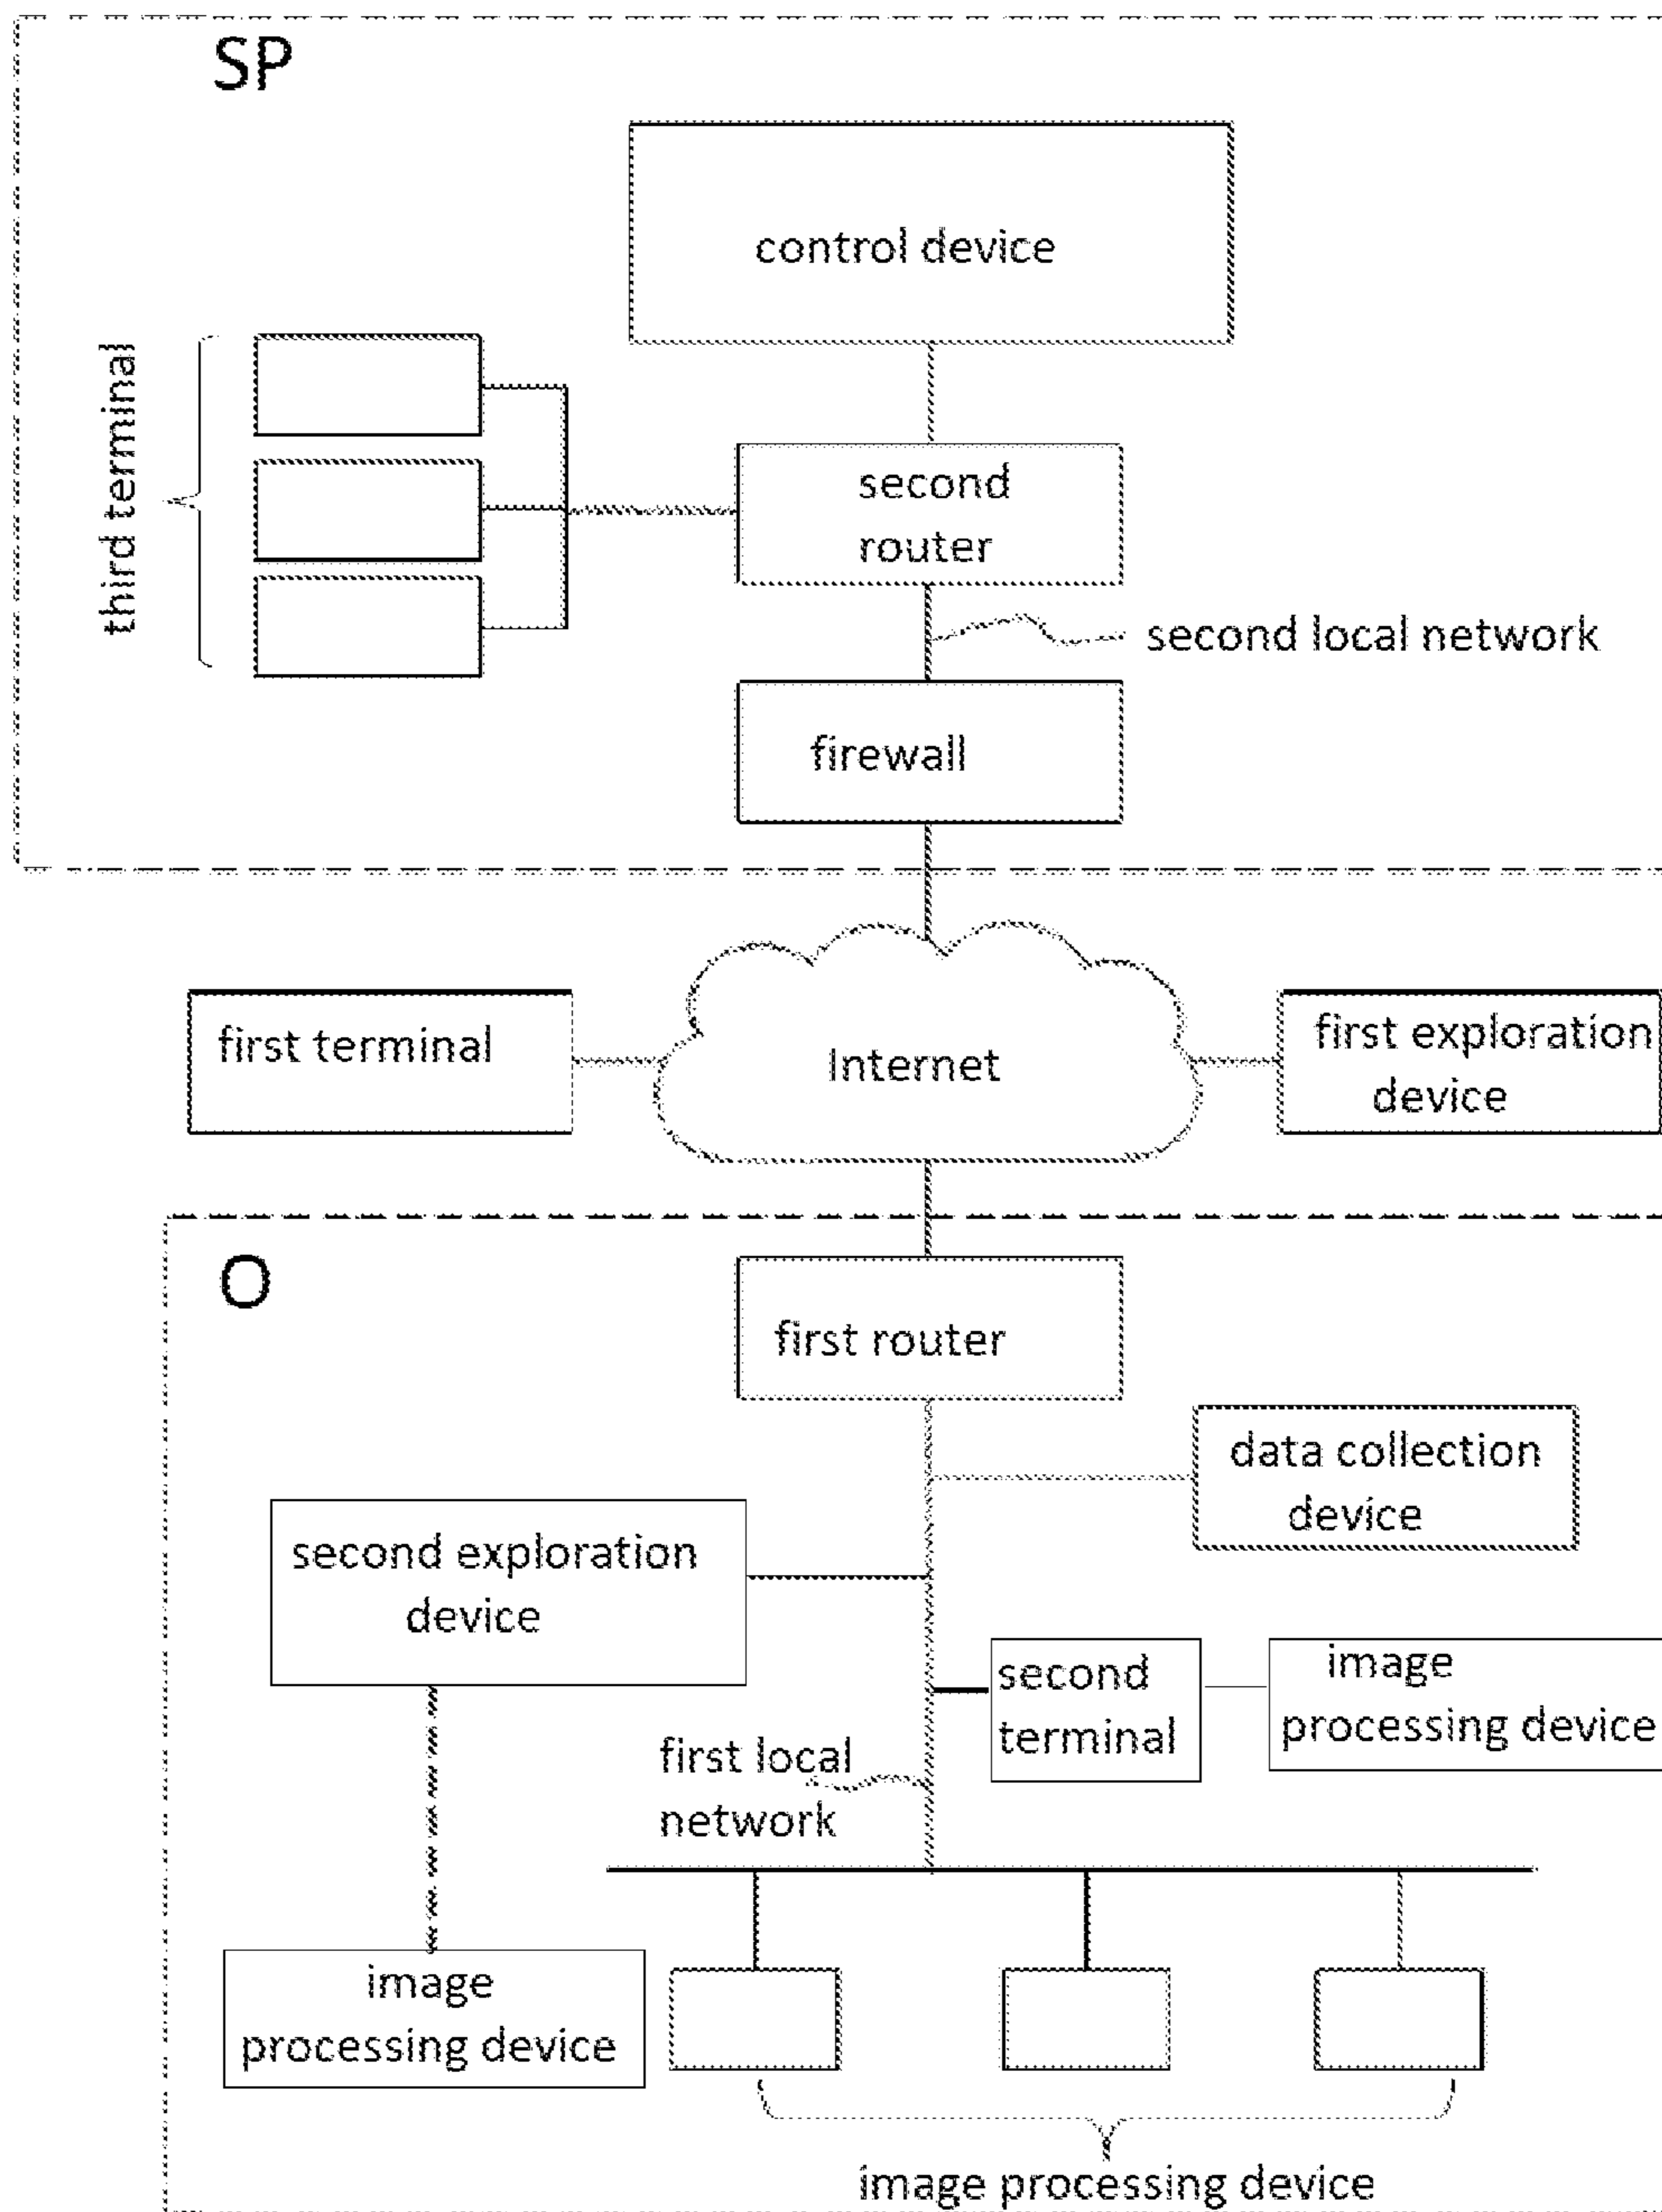 SP
control device
third terminal
second
router
second local network
firewall
first terminal
Internet
first exploration
device
O
first router
data collection
device
second exploration
device
second
terminal
image
processing device
first local
network
image
processing device
image processing device